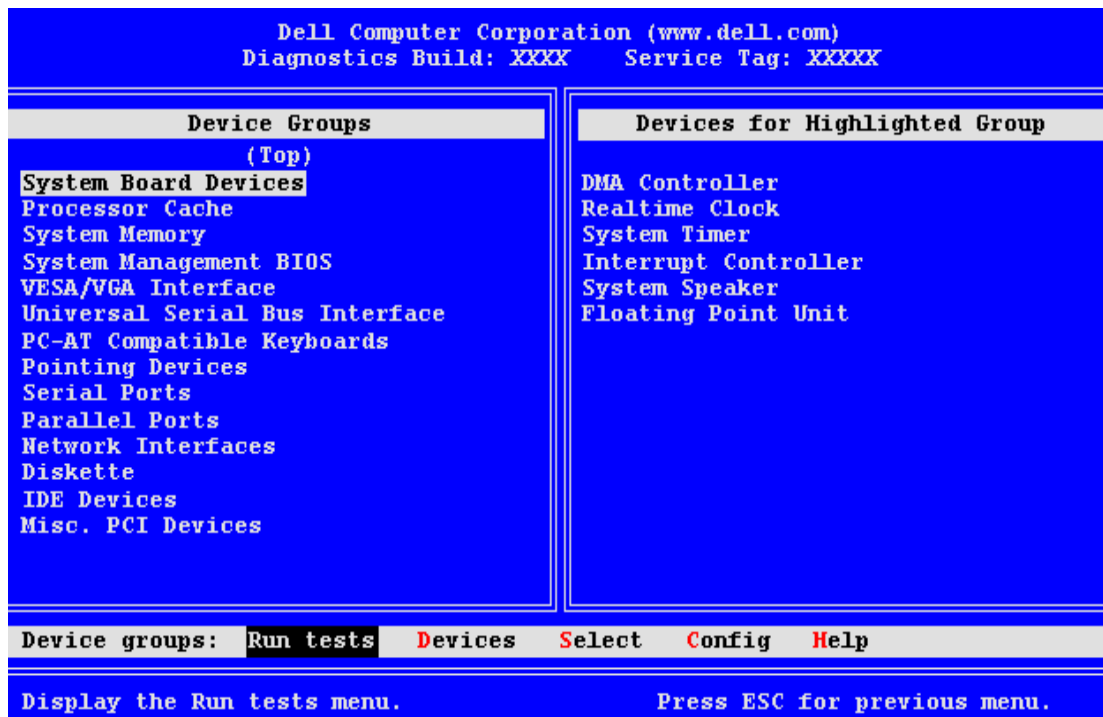 Dell Computer Corporation (www.dell.com)
Diagnostics Build: XXXX Service Tag: XXXXX
Device Groups
(Top)
System Board Devices
Processor Cache
System Memory
System Management BIOS
VESA/VGA Interface
Universal Serial Bus Interface
PC-AT Compatible Keyboards
Pointing Devices
Serial Ports
Parallel Ports
Network Interfaces
Diskette
IDE Devices
Misc. PCI Devices
Devices for Highlighted Group
DMA Controller
Realtime Clock
System Timer
Interrupt Controller
System Speaker
Floating Point Unit
Device groups: Run tests Devices Select Config Help
Display the Run tests menu. Press ESC for previous menu.